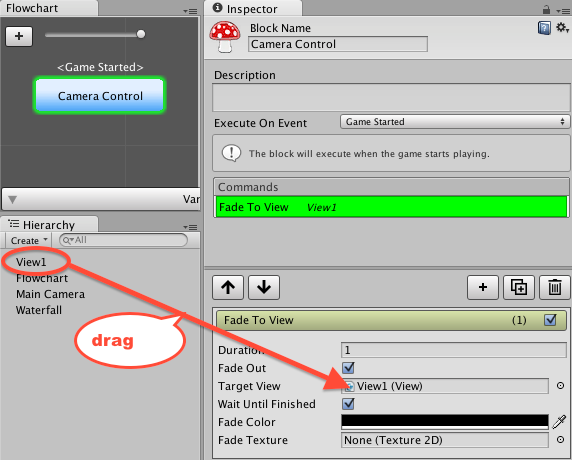 Flowchart
<Game Started>
Camera Control
Var
Hierarchy
Create
All
View1
Flowchart
Main Camera
Waterfall
drag
Inspector
Block Name
Camera Control
Description
Execute On Event
Game Started
The block will execute when the game starts playing.
Commands
Fade To View View1
Fade To View (1)
Duration 1
Fade Out
Target View View1 (View)
Wait Until Finished
Fade Color
Fade Texture None (Texture 2D)